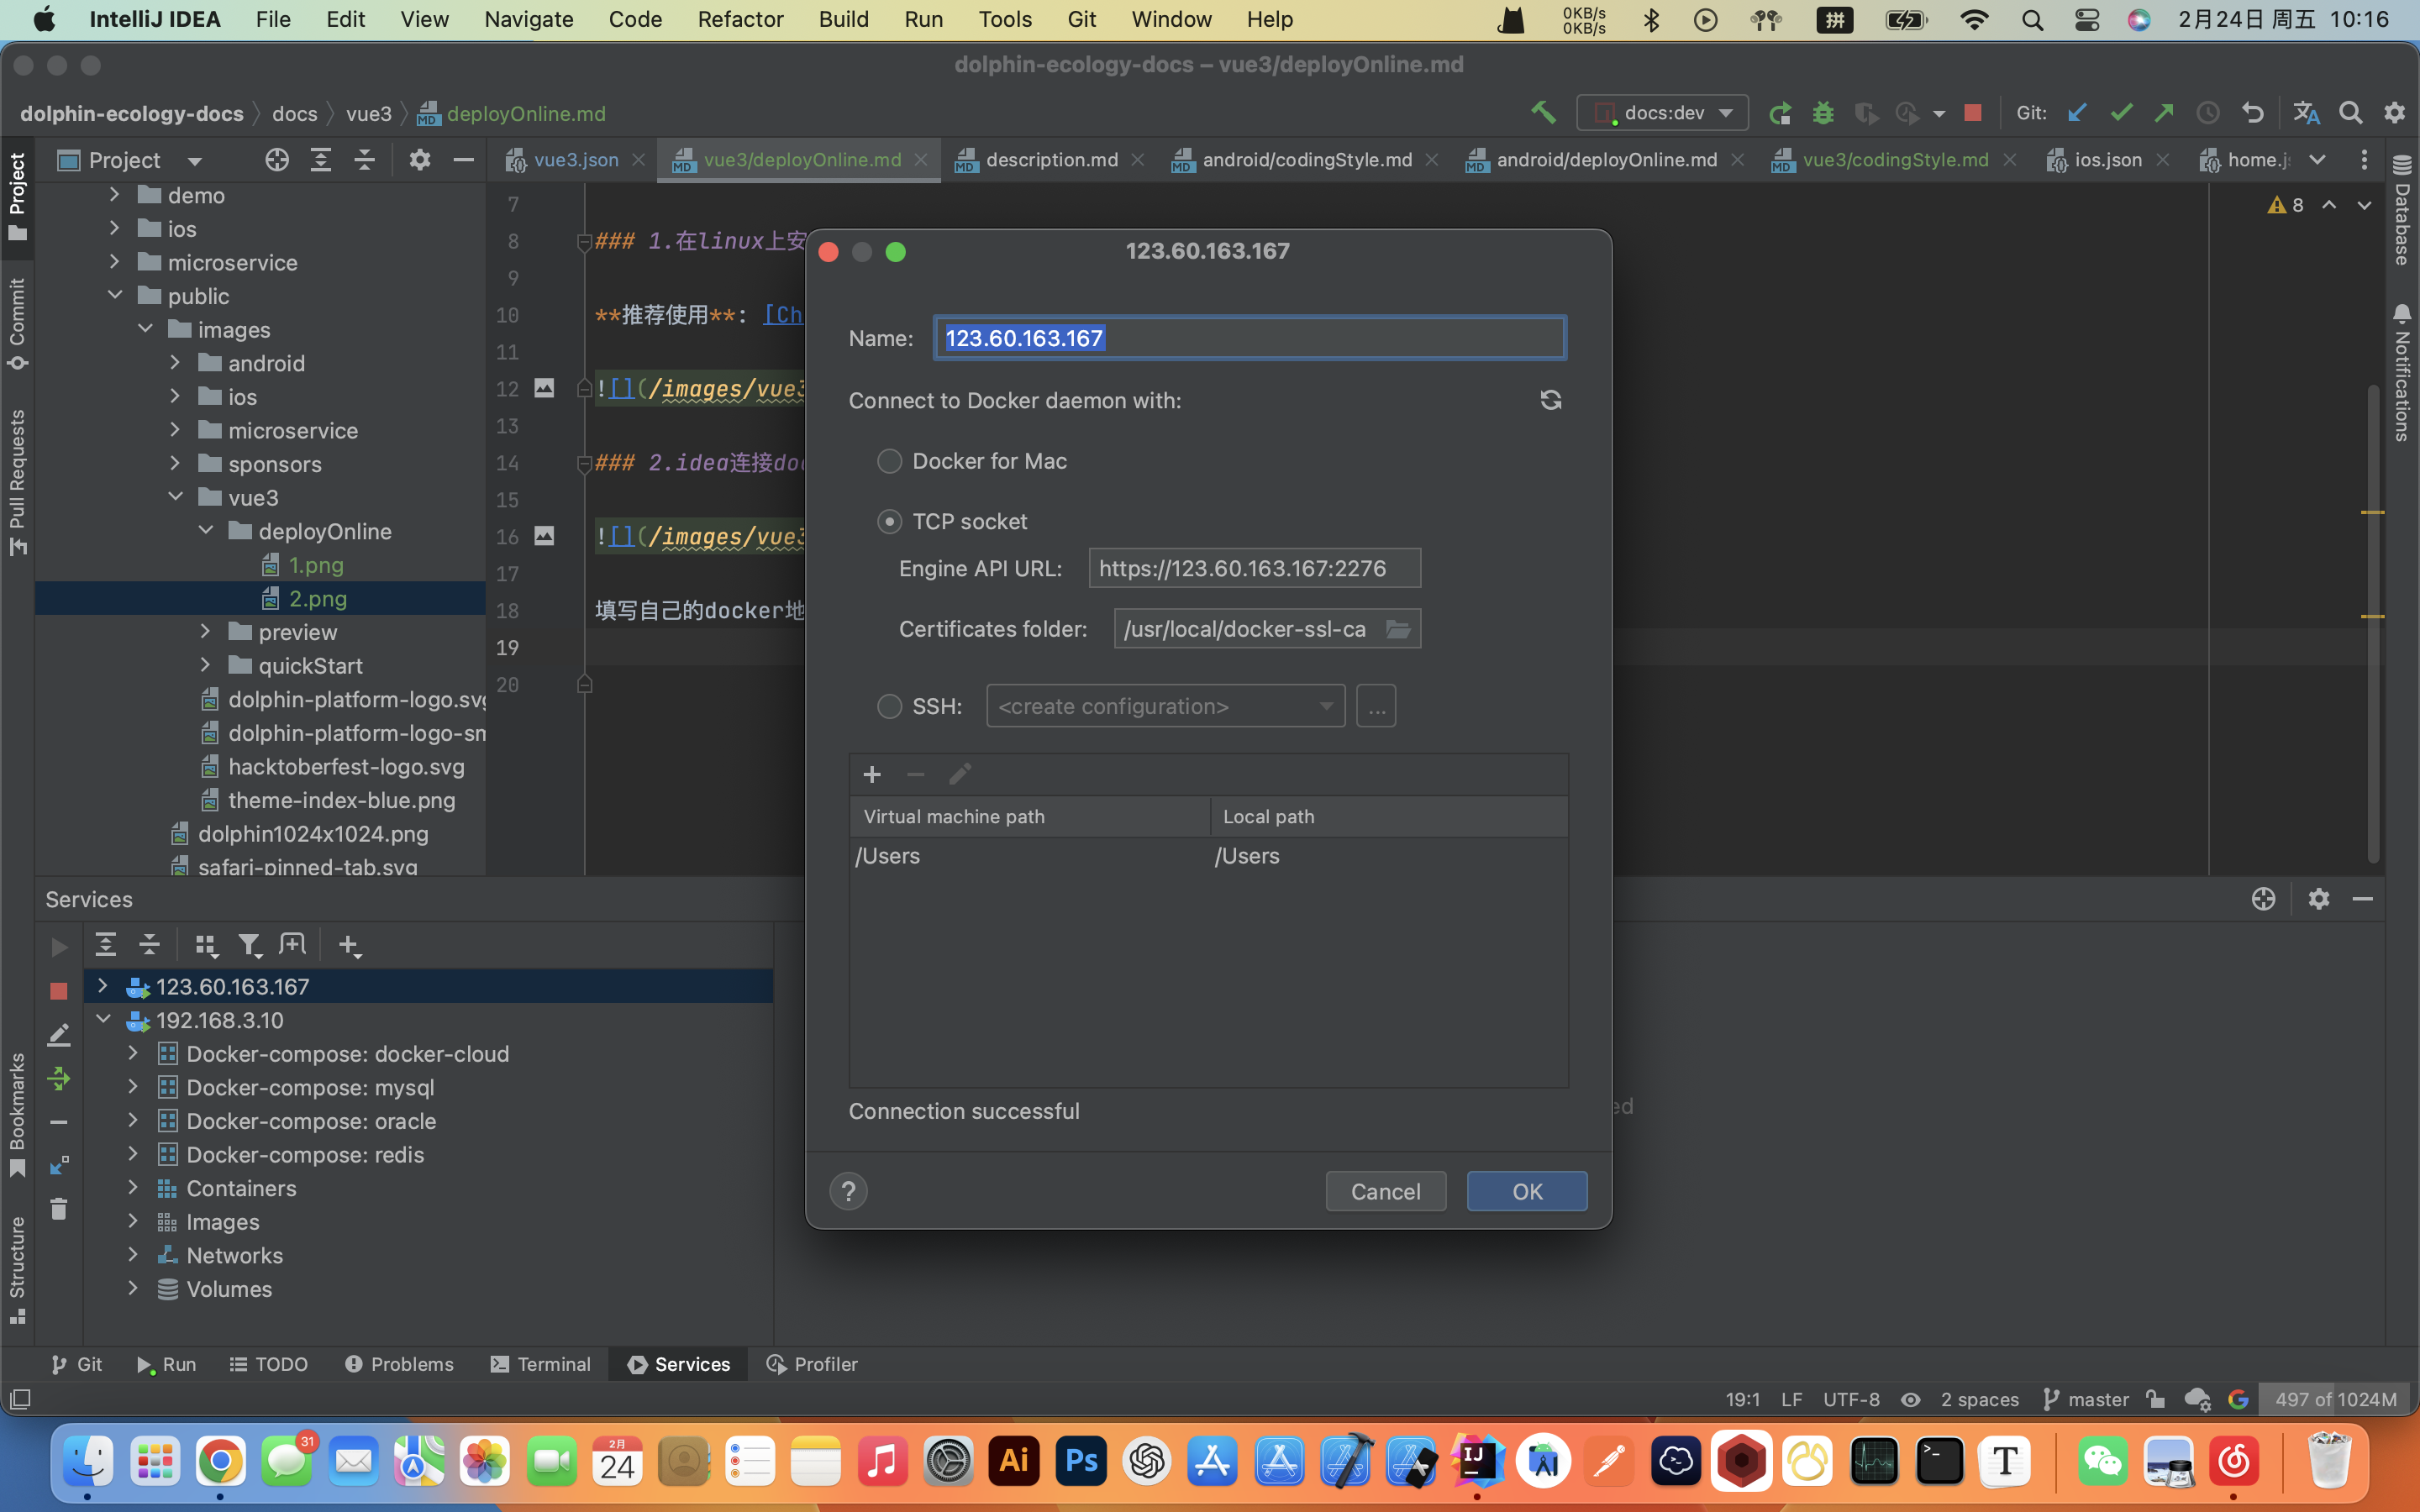 IntelliJ IDEA File Edit View Navigate Code Refactor Build Run Tools Git Window Help 0KB/s 0KB/s 拼 2月24日 周五 10:16
dolphin-ecology-docs – vue3/deployOnline.md
dolphin-ecology-docs docs vue3 deployOnline.md docs:dev Git:
Project vue3.json vue3/deployOnline.md description.md android/codingStyle.md android/deployOnline.md vue3/codingStyle.md ios.json home.j
Project
Commit
Pull Requests
Bookmarks
Structure
Database
Notifications
demo
ios
microservice
public
images
android
ios
microservice
sponsors
vue3
deployOnline
1.png
2.png
preview
quickStart
dolphin-platform-logo.svg
dolphin-platform-logo-sm
hacktoberfest-logo.svg
theme-index-blue.png
dolphin1024x1024.png
safari-pinned-tab.svg
8
7
8 ### 1.在linux上安
9
10 **推荐使用**: [Ch
11
12 ![](/images/vue3
13
14 ### 2.idea连接doc
15
16 ![](/images/vue3
17
18 填写自己的docker地
19
20
123.60.163.167
Name: 123.60.163.167
Connect to Docker daemon with:
Docker for Mac
TCP socket
Engine API URL: https://123.60.163.167:2276
Certificates folder: /usr/local/docker-ssl-ca
SSH: <create configuration> ...
Virtual machine path Local path
/Users /Users
Connection successful
? Cancel OK
Services
123.60.163.167
192.168.3.10
Docker-compose: docker-cloud
Docker-compose: mysql
Docker-compose: oracle
Docker-compose: redis
Containers
Images
Networks
Volumes
ed
Git Run TODO Problems Terminal Services Profiler
19:1 LF UTF-8 2 spaces master 497 of 1024M
31 2月 24 Ai Ps IJ T